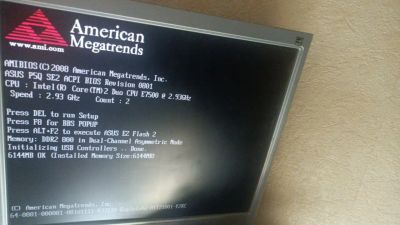 American
Megatrends
www.ami.com
AMIBIOS(C)2008 American Megatrends, Inc.
ASUS P5Q SE2 ACPI BIOS Revision 0801
CPU : Intel(R) Core(TM)2 Duo CPU E7500 @ 2.93GHz
Speed : 2.93 GHz Count : 2
Press DEL to run Setup
Press F8 for BBS POPUP
Press ALT+F2 to execute ASUS EZ Flash 2
Memory: DDR2 800 in Dual-Channel Asymmetric Mode
Initializing USB Controllers .. Done.
6144MB OK (Installed Memory Size:6144MB)
(C) American Megatrends, Inc.